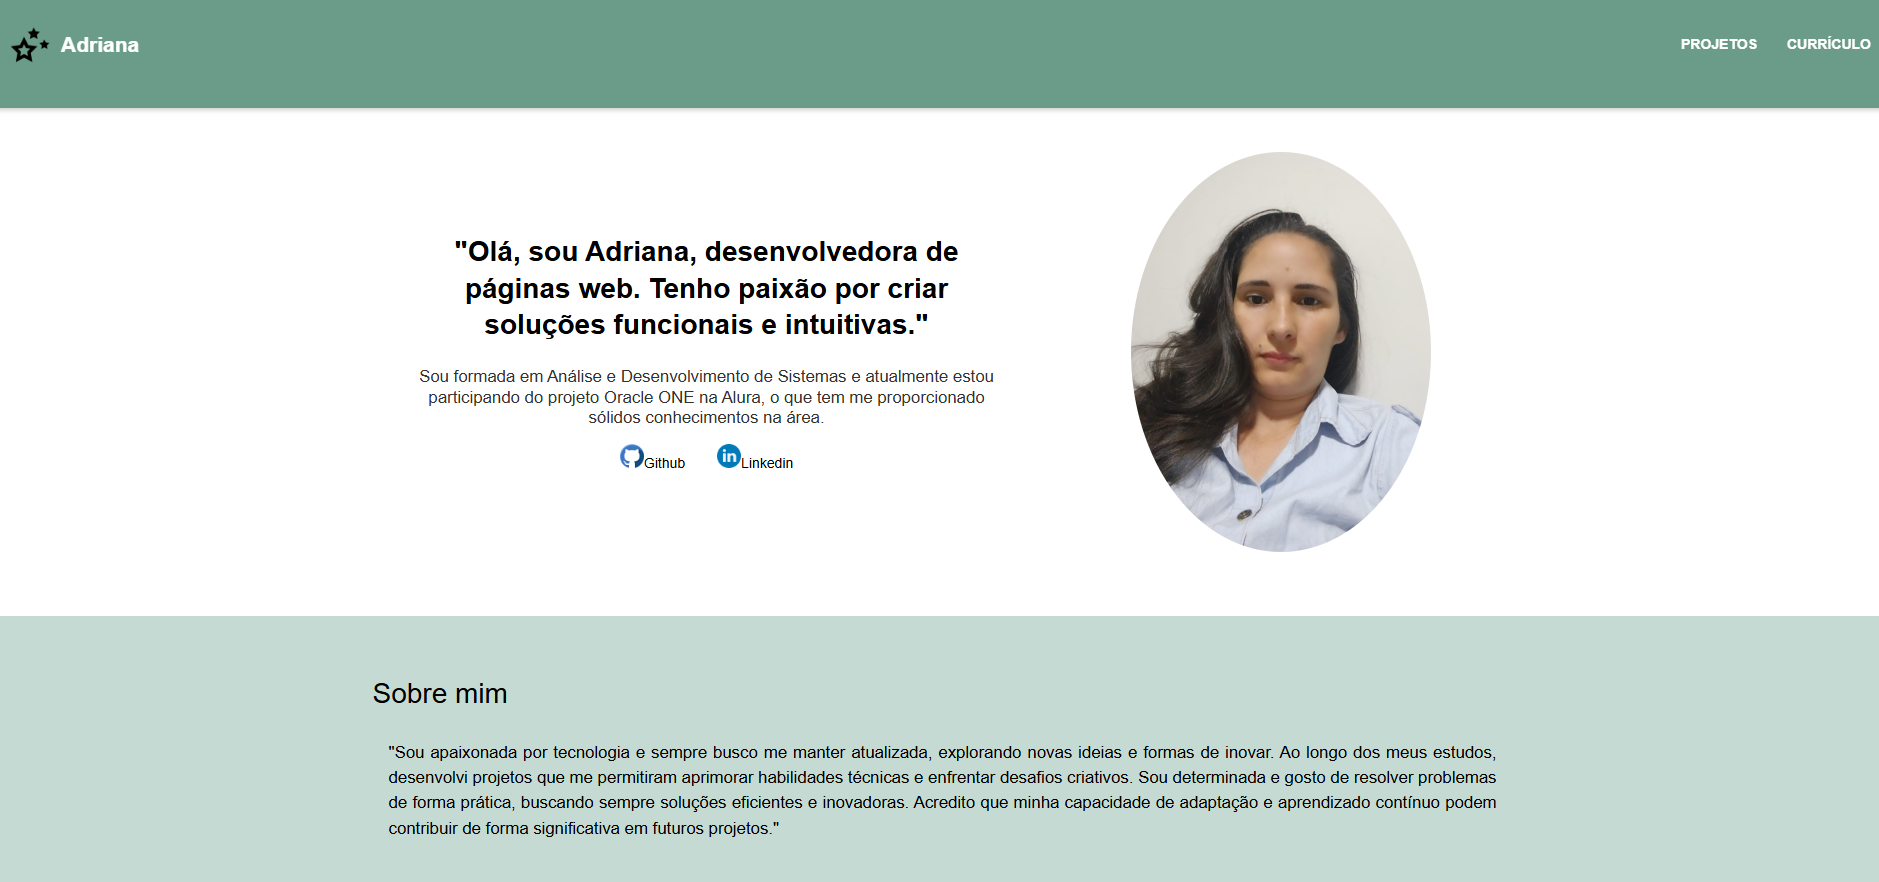 Adriana
PROJETOS CURRÍCULO
"Olá, sou Adriana, desenvolvedora de
páginas web. Tenho paixão por criar
soluções funcionais e intuitivas."
Sou formada em Análise e Desenvolvimento de Sistemas e atualmente estou
participando do projeto Oracle ONE na Alura, o que tem me proporcionado
sólidos conhecimentos na área.
Github Linkedin
Sobre mim
"Sou apaixonada por tecnologia e sempre busco me manter atualizada, explorando novas ideias e formas de inovar. Ao longo dos meus estudos,
desenvolvi projetos que me permitiram aprimorar habilidades técnicas e enfrentar desafios criativos. Sou determinada e gosto de resolver problemas
de forma prática, buscando sempre soluções eficientes e inovadoras. Acredito que minha capacidade de adaptação e aprendizado contínuo podem
contribuir de forma significativa em futuros projetos."